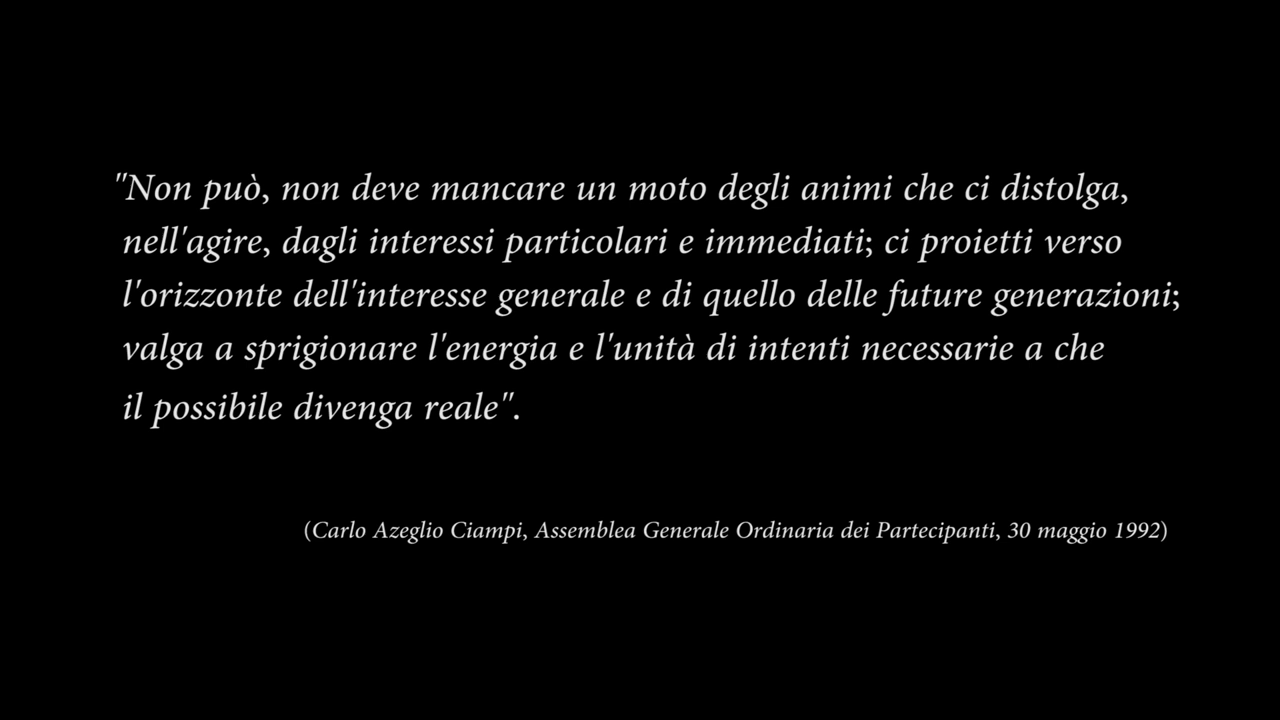 "Non può, non deve mancare un moto degli animi che ci distolga,
nell'agire, dagli interessi particolari e immediati; ci proietti verso
l'orizzonte dell'interesse generale e di quello delle future generazioni;
valga a sprigionare l'energia e l'unità di intenti necessarie a che
il possibile divenga reale".
(Carlo Azeglio Ciampi, Assemblea Generale Ordinaria dei Partecipanti, 30 maggio 1992)